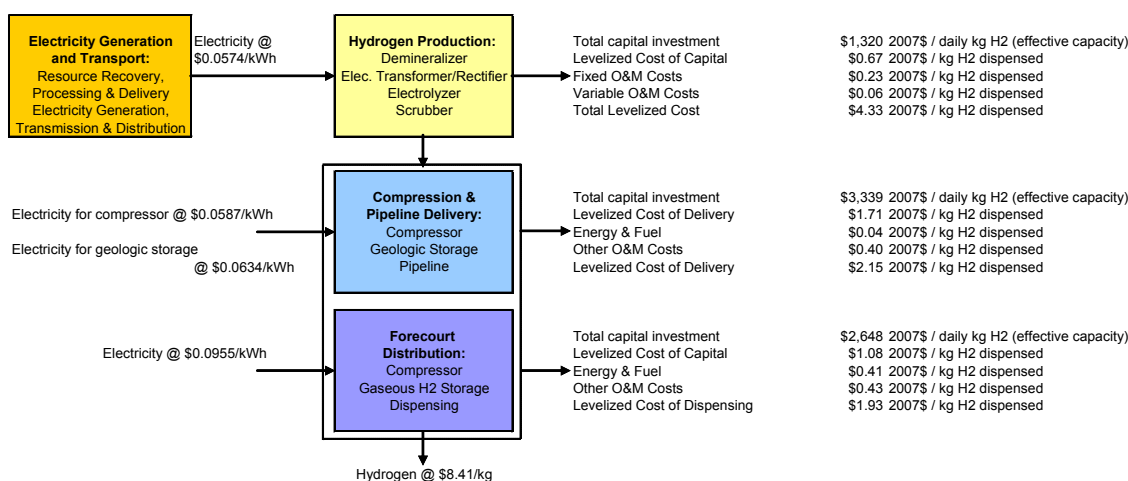 Electricity Generation
and Transport:
Resource Recovery,
Processing & Delivery
Electricity Generation,
Transmission & Distribution
Electricity @
$0.0574/kWh
Hydrogen Production:
Demineralizer
Elec. Transformer/Rectifier
Electrolyzer
Scrubber
Total capital investment $1,320 2007$ / daily kg H2 (effective capacity)
Levelized Cost of Capital $0.67 2007$ / kg H2 dispensed
Fixed O&M Costs $0.23 2007$ / kg H2 dispensed
Variable O&M Costs $0.06 2007$ / kg H2 dispensed
Total Levelized Cost $4.33 2007$ / kg H2 dispensed
Electricity for compressor @ $0.0587/kWh
Electricity for geologic storage
@ $0.0634/kWh
Compression &
Pipeline Delivery:
Compressor
Geologic Storage
Pipeline
Total capital investment $3,339 2007$ / daily kg H2 (effective capacity)
Levelized Cost of Delivery $1.71 2007$ / kg H2 dispensed
Energy & Fuel $0.04 2007$ / kg H2 dispensed
Other O&M Costs $0.40 2007$ / kg H2 dispensed
Levelized Cost of Delivery $2.15 2007$ / kg H2 dispensed
Electricity @ $0.0955/kWh
Forecourt
Distribution:
Compressor
Gaseous H2 Storage
Dispensing
Total capital investment $2,648 2007$ / daily kg H2 (effective capacity)
Levelized Cost of Capital $1.08 2007$ / kg H2 dispensed
Energy & Fuel $0.41 2007$ / kg H2 dispensed
Other O&M Costs $0.43 2007$ / kg H2 dispensed
Levelized Cost of Dispensing $1.93 2007$ / kg H2 dispensed
Hydrogen @ $8.41/kg